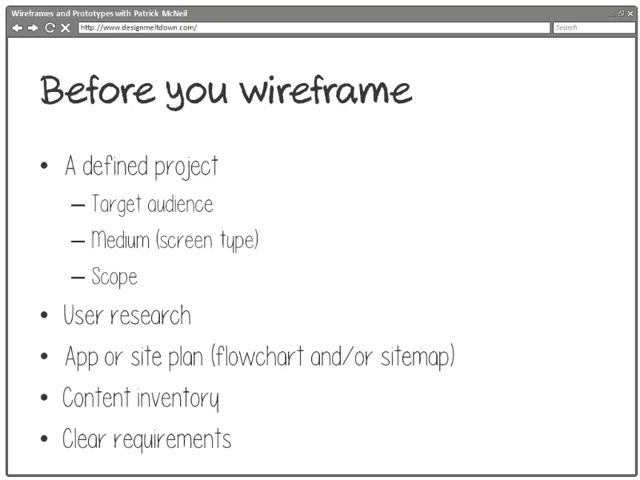 Wireframes and Prototypes with Patrick McNeil
http://www.designmeltdown.com/ Search
Before you wireframe
• A defined project
– Target audience
– Medium (screen type)
– Scope
• User research
• App or site plan (flowchart and/or sitemap)
• Content inventory
• Clear requirements